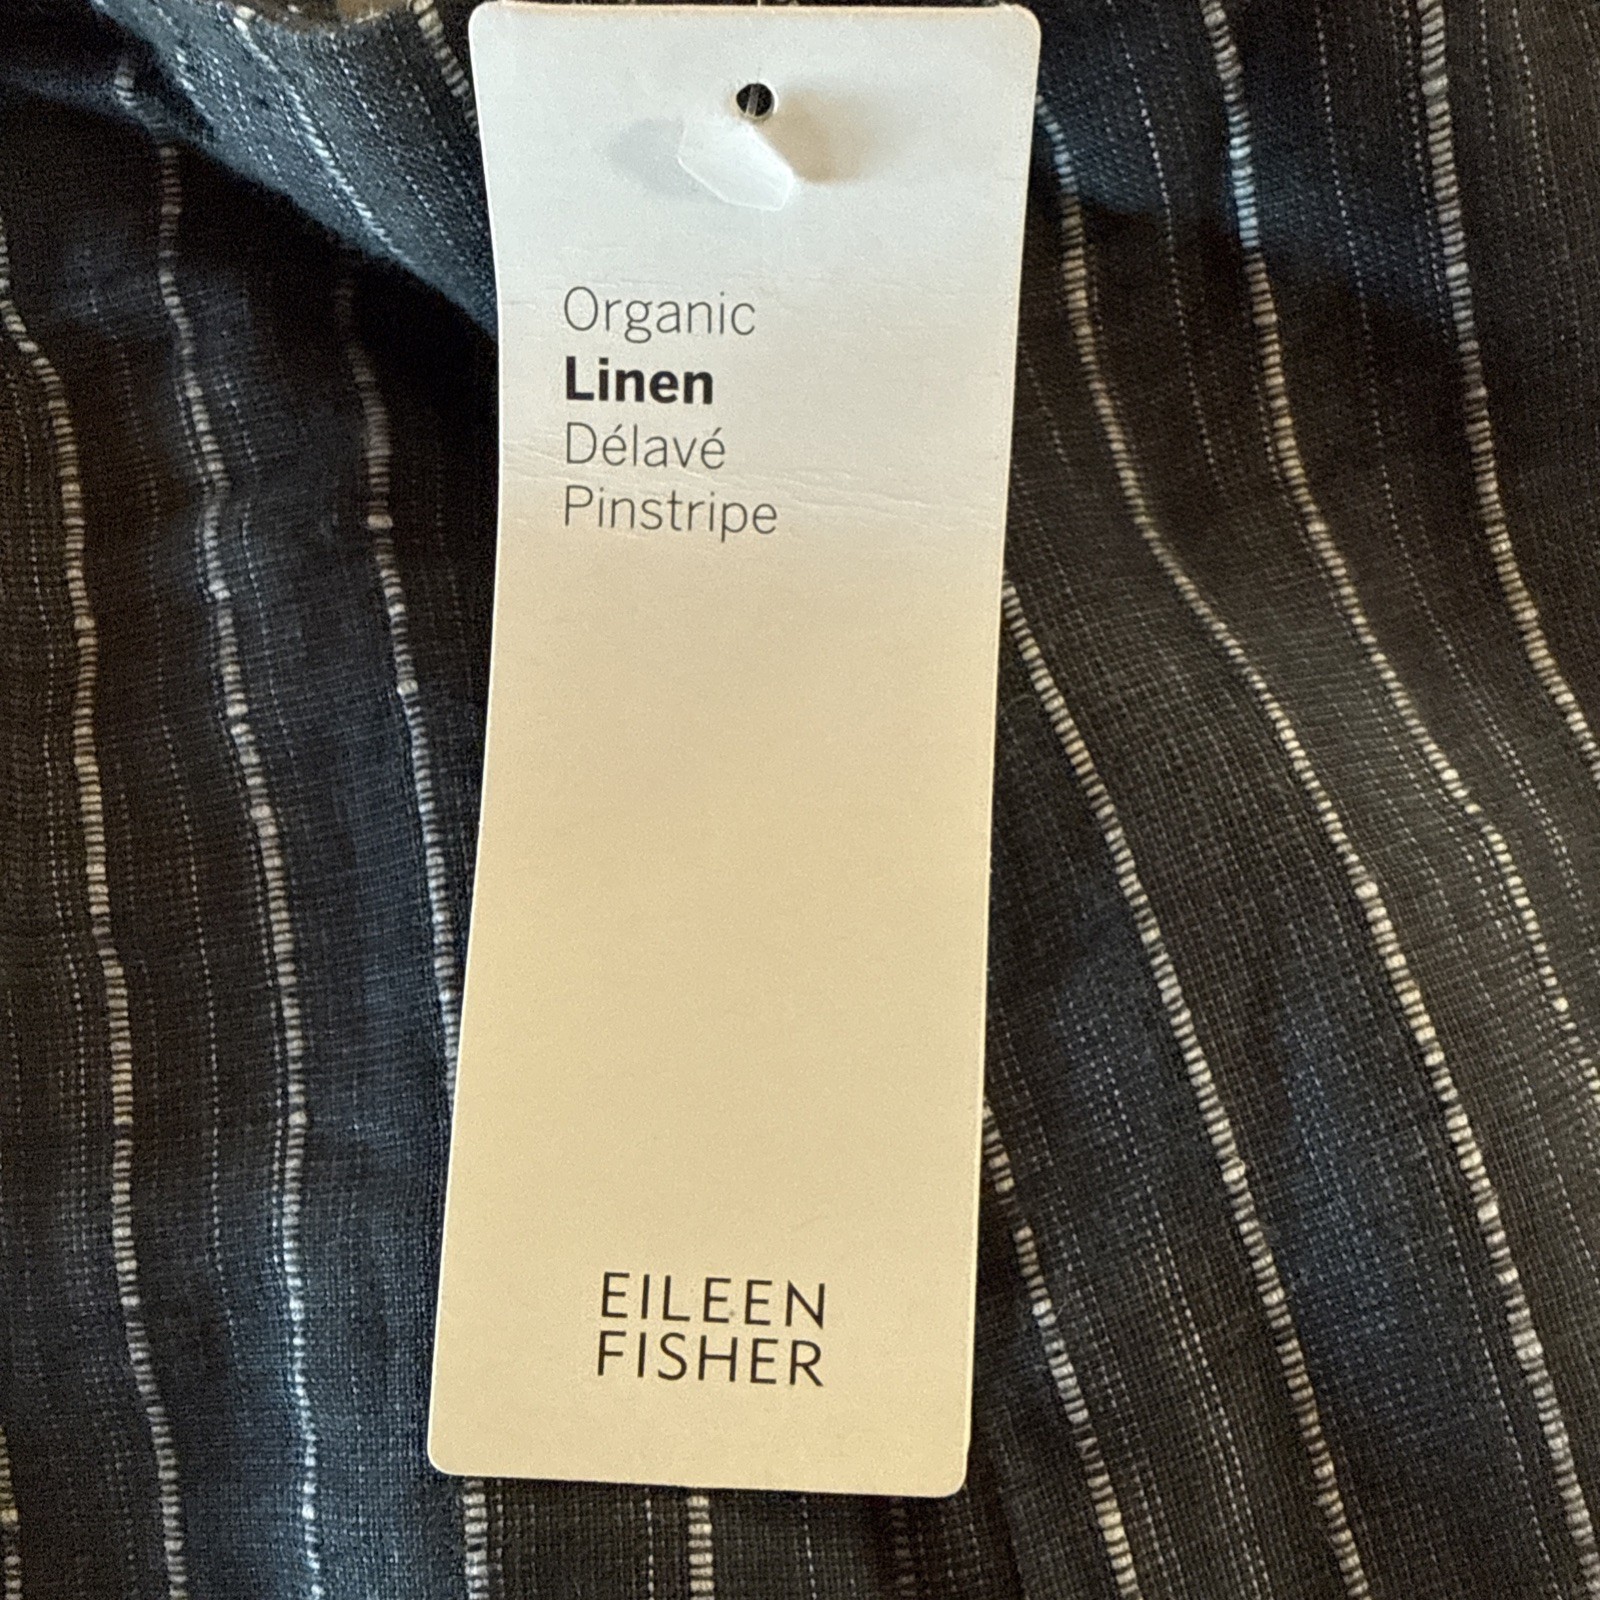 Organic
Linen
Délavé
Pinstripe
EILEEN
FISHER